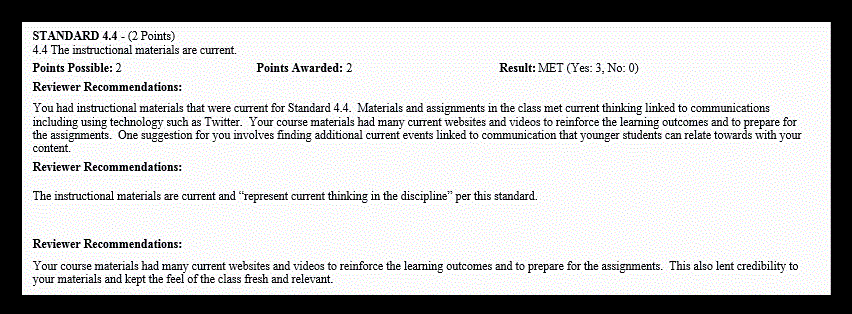 STANDARD 4.4 - (2 Points)
4.4 The instructional materials are current.
Points Possible: 2 Points Awarded: 2 Result: MET (Yes: 3, No: 0)
Reviewer Recommendations:
You had instructional materials that were current for Standard 4.4. Materials and assignments in the class met current thinking linked to communications
including using technology such as Twitter. Your course materials had many current websites and videos to reinforce the learning outcomes and to prepare for
the assignments. One suggestion for you involves finding additional current events linked to communication that younger students can relate towards with your
content.
Reviewer Recommendations:
The instructional materials are current and “represent current thinking in the discipline” per this standard.
Reviewer Recommendations:
Your course materials had many current websites and videos to reinforce the learning outcomes and to prepare for the assignments. This also lent credibility to
your materials and kept the feel of the class fresh and relevant.